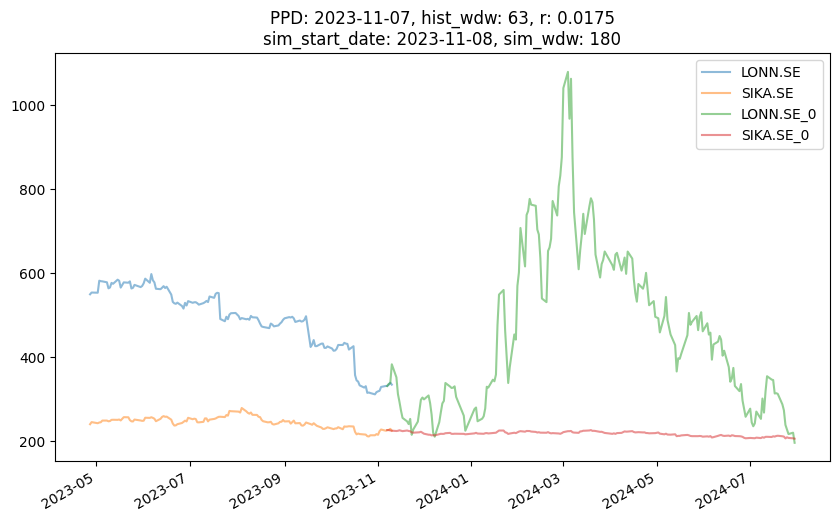 PPD: 2023-11-07, hist_wdw: 63, r: 0.0175
sim_start_date: 2023-11-08, sim_wdw: 180
LONN.SE
SIKA.SE
LONN.SE_0
SIKA.SE_0
1000
800
600
400
200
2023-05
2023-07
2023-09
2023-11
2024-01
2024-03
2024-05
2024-07